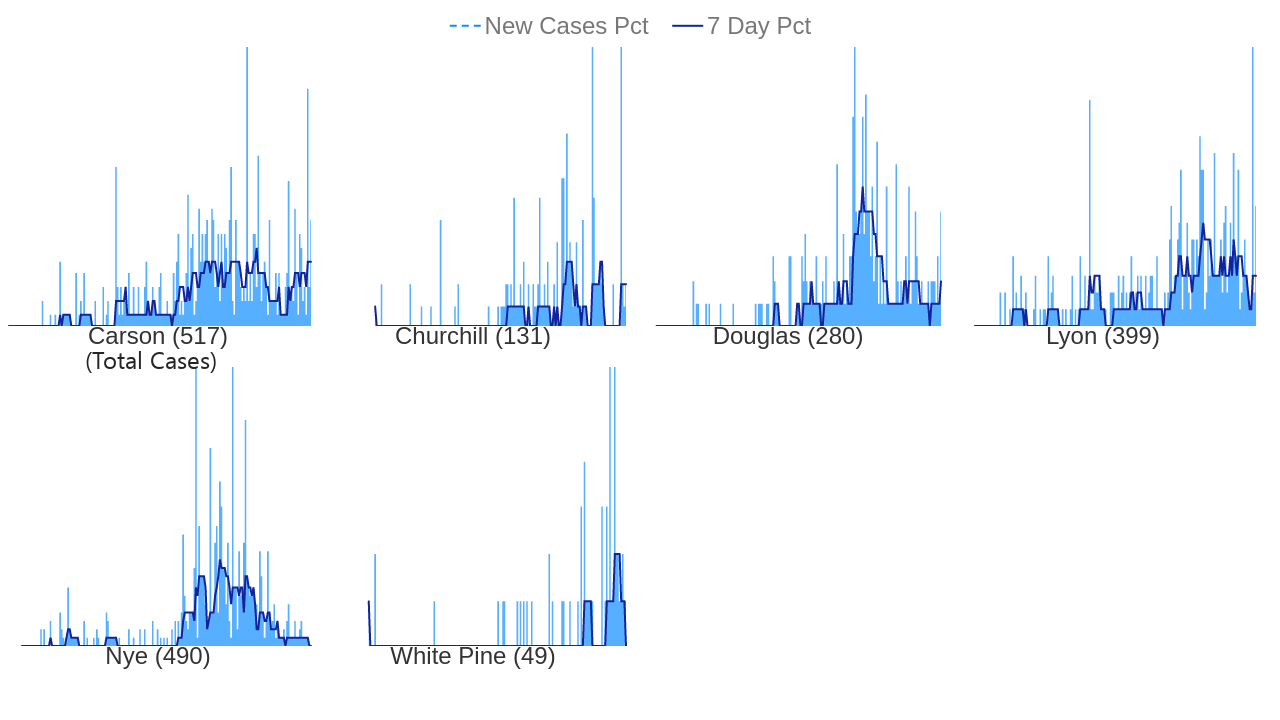 New Cases Pct 7 Day Pct
Carson (517)
(Total Cases)
Churchill (131)
Douglas (280)
Lyon (399)
Nye (490)
White Pine (49)